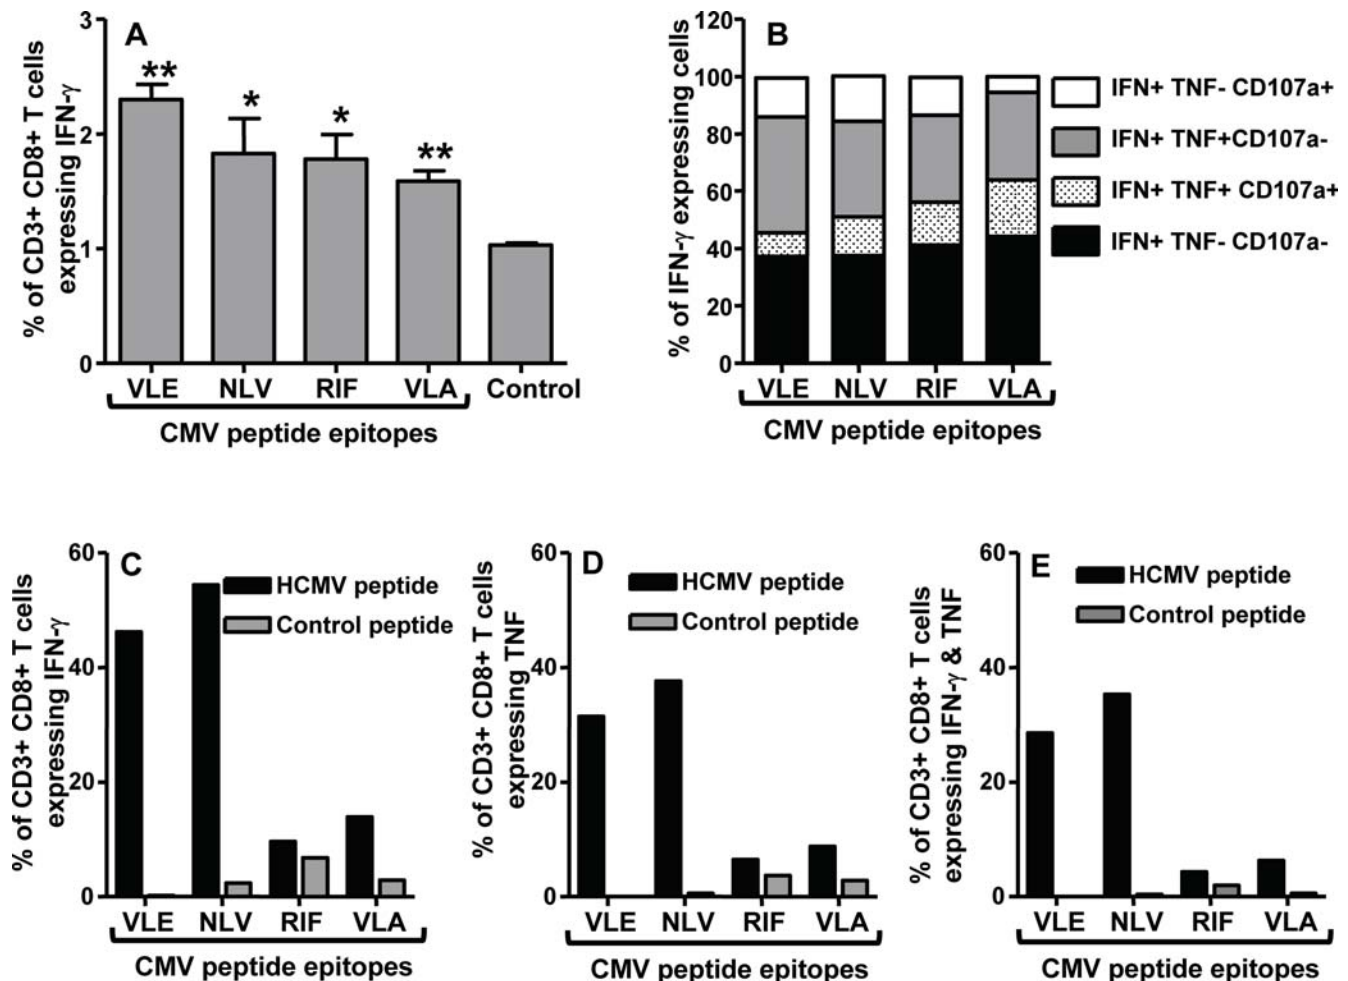 A
% of CD3+ CD8+ T cells
expressing IFN-γ
3
2
1
0
**
*
*
**
VLE NLV RIF VLA Control
CMV peptide epitopes
B
% of IFN-γ expressing cells
120
100
80
60
40
20
0
VLE NLV RIF VLA
CMV peptide epitopes
IFN+ TNF- CD107a+
IFN+ TNF+CD107a-
IFN+ TNF+ CD107a+
IFN+ TNF- CD107a-
C
% of CD3+ CD8+ T cells
expressing IFN-γ
60
40
20
0
HCMV peptide
Control peptide
VLE NLV RIF VLA
CMV peptide epitopes
D
% of CD3+ CD8+ T cells
expressing TNF
60
40
20
0
HCMV peptide
Control peptide
VLE NLV RIF VLA
CMV peptide epitopes
E
% of CD3+ CD8+ T cells
expressing IFN-γ & TNF
60
40
20
0
HCMV peptide
Control peptide
VLE NLV RIF VLA
CMV peptide epitopes